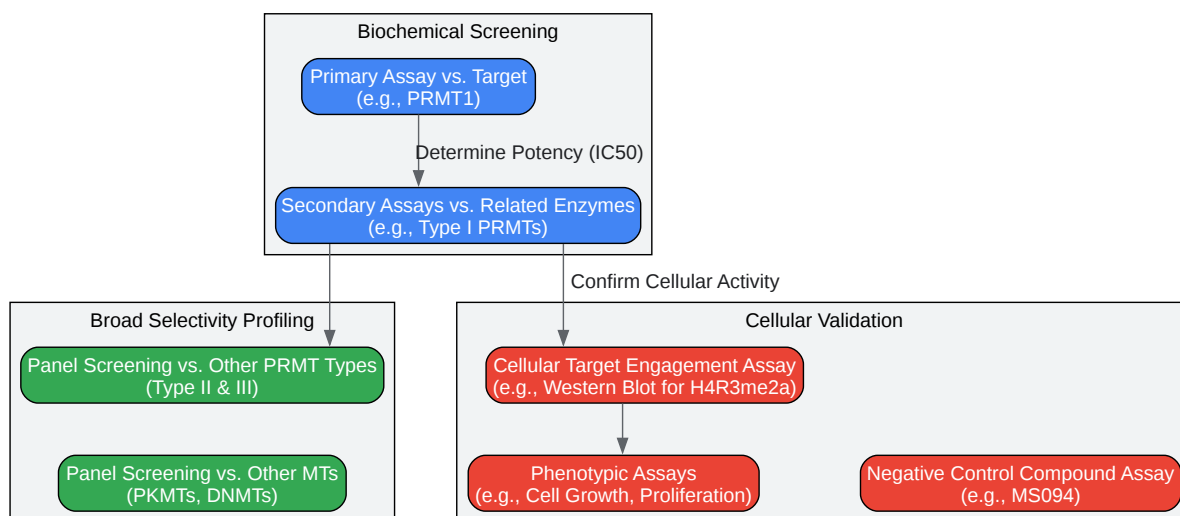 Biochemical Screening
Primary Assay vs. Target
(e.g., PRMT1)
Determine Potency (IC50)
Secondary Assays vs. Related Enzymes
(e.g., Type I PRMTs)
Confirm Cellular Activity
Broad Selectivity Profiling
Panel Screening vs. Other PRMT Types
(Type II & III)
Panel Screening vs. Other MTs
(PKMTs, DNMTs)
Cellular Validation
Cellular Target Engagement Assay
(e.g., Western Blot for H4R3me2a)
Phenotypic Assays
(e.g., Cell Growth, Proliferation)
Negative Control Compound Assay
(e.g., MS094)